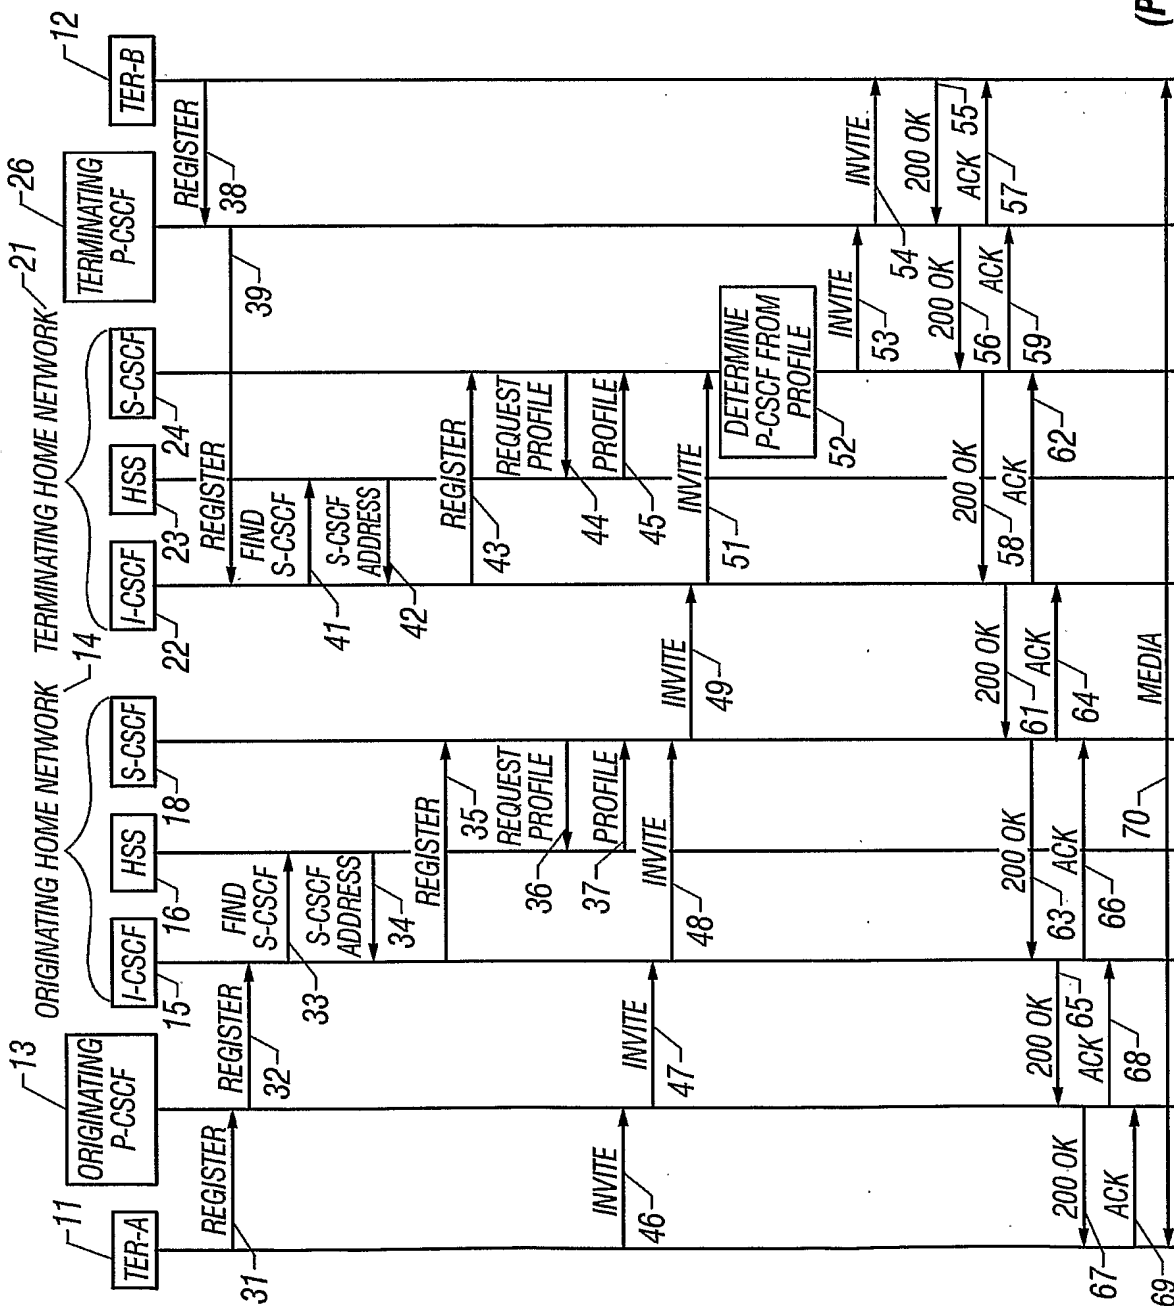 ORIGINATING HOME NETWORK
14
TERMINATING HOME NETWORK
21
11
TER-A
13
ORIGINATING
P-CSCF
I-CSCF
15
HSS
16
S-CSCF
18
I-CSCF
22
HSS
23
S-CSCF
24
26
TERMINATING
P-CSCF
12
TER-B
REGISTER
38
39
REGISTER
REGISTER
31
REGISTER
32
FIND
S-CSCF
33
FIND
S-CSCF
41
S-CSCF
ADDRESS
34
S-CSCF
ADDRESS
42
REGISTER
35
REGISTER
43
REQUEST
PROFILE
36
REQUEST
PROFILE
44
PROFILE
37
PROFILE
45
INVITE
46
INVITE
47
INVITE
48
INVITE
49
INVITE
51
DETERMINE
P-CSCF FROM
PROFILE
52
INVITE
53
INVITE
54
200 OK
55
200 OK
56
ACK
57
200 OK
58
ACK
59
200 OK
61
ACK
62
200 OK
63
ACK
64
200 OK
65
ACK
66
200 OK
67
ACK
68
ACK
69
MEDIA
70
(P